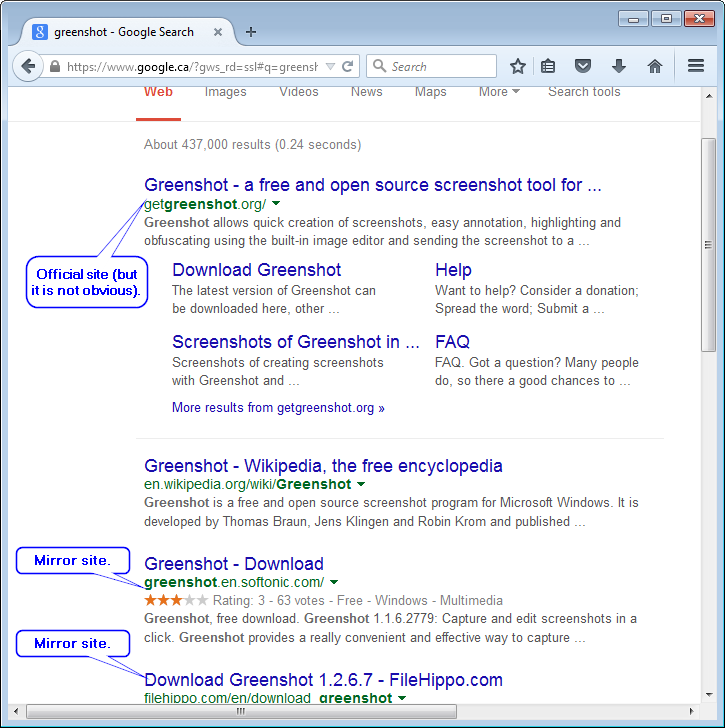 greenshot - Google Search
https://www.google.ca/?gws_rd=ssl#q=greensh
Search
Web Images Videos News Maps More Search tools
About 437,000 results (0.24 seconds)
Greenshot - a free and open source screenshot tool for ...
getgreenshot.org/
Greenshot allows quick creation of screenshots, easy annotation, highlighting and
obfuscating using the built-in image editor and sending the screenshot to a ...
Official site (but
it is not obvious).
Download Greenshot
The latest version of Greenshot can
be downloaded here, other ...
Help
Want to help? Consider a donation;
Spread the word; Submit a ...
Screenshots of Greenshot in ...
Screenshots of creating screenshots
with Greenshot and ...
FAQ
FAQ. Got a question? Many people
do, so there a good chances to ...
More results from getgreenshot.org »
Greenshot - Wikipedia, the free encyclopedia
en.wikipedia.org/wiki/Greenshot
Greenshot is a free and open source screenshot program for Microsoft Windows. It is
developed by Thomas Braun, Jens Klingen and Robin Krom and published ...
Mirror site.
Greenshot - Download
greenshot.en.softonic.com/
Rating: 3 - 63 votes - Free - Windows - Multimedia
Greenshot, free download. Greenshot 1.1.6.2779: Capture and edit screenshots in a
click. Greenshot provides a really convenient and effective way to capture ...
Mirror site.
Download Greenshot 1.2.6.7 - FileHippo.com
filehippo.com/en/download_greenshot